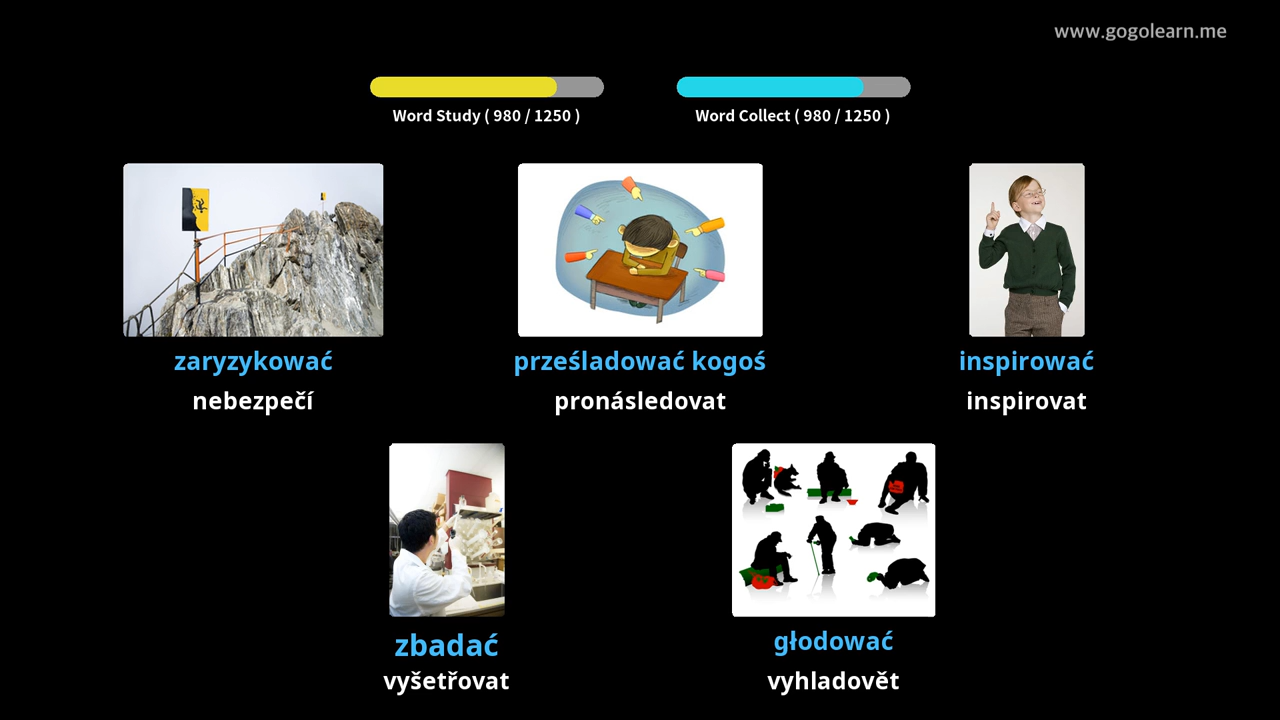 www.gogolearn.me
Word Study ( 980 / 1250 )
Word Collect ( 980 / 1250 )
zaryzykować
prześladować kogoś
inspirować
nebezpečí
pronásledovat
inspirovat
zbadać
głodować
vyšetřovat
vyhladovět